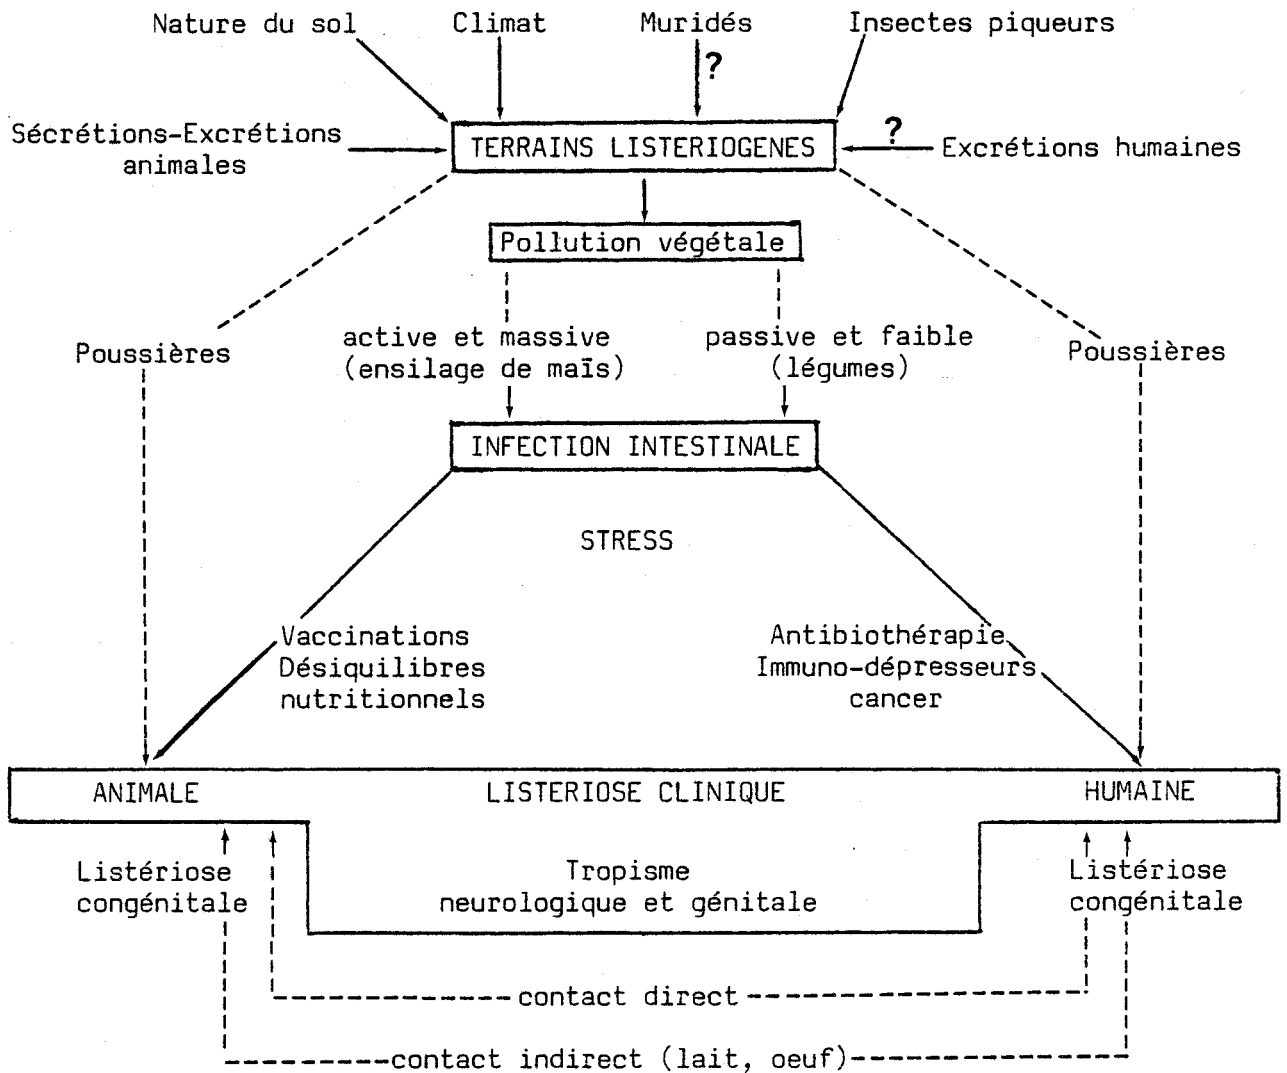 Nature du sol
Climat
Muridés
Insectes piqueurs
?
Sécrétions-Excrétions
animales
TERRAINS LISTERIOGENES
?
Excrétions humaines
Pollution végétale
Poussières
active et massive
(ensilage de maïs)
passive et faible
(légumes)
Poussières
INFECTION INTESTINALE
STRESS
Vaccinations
Désiquilibres
nutritionnels
Antibiothérapie
Immuno-dépresseurs
cancer
ANIMALE
LISTERIOSE CLINIQUE
HUMAINE
Listériose
congénitale
Tropisme
neurologique et génitale
Listériose
congénitale
contact direct
contact indirect (lait, oeuf)